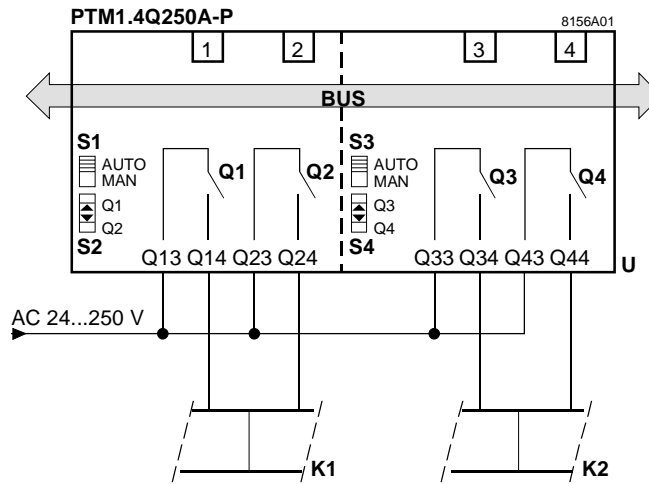 PTM1.4Q250A-P 8156A01
1 2 3 4
BUS
S1 S3
AUTO Q1 Q2 AUTO Q3 Q4
MAN MAN
Q1 Q3
Q2 Q4
S2 S4
Q13 Q14 Q23 Q24 Q33 Q34 Q43 Q44 U
AC 24...250 V
K1 K2